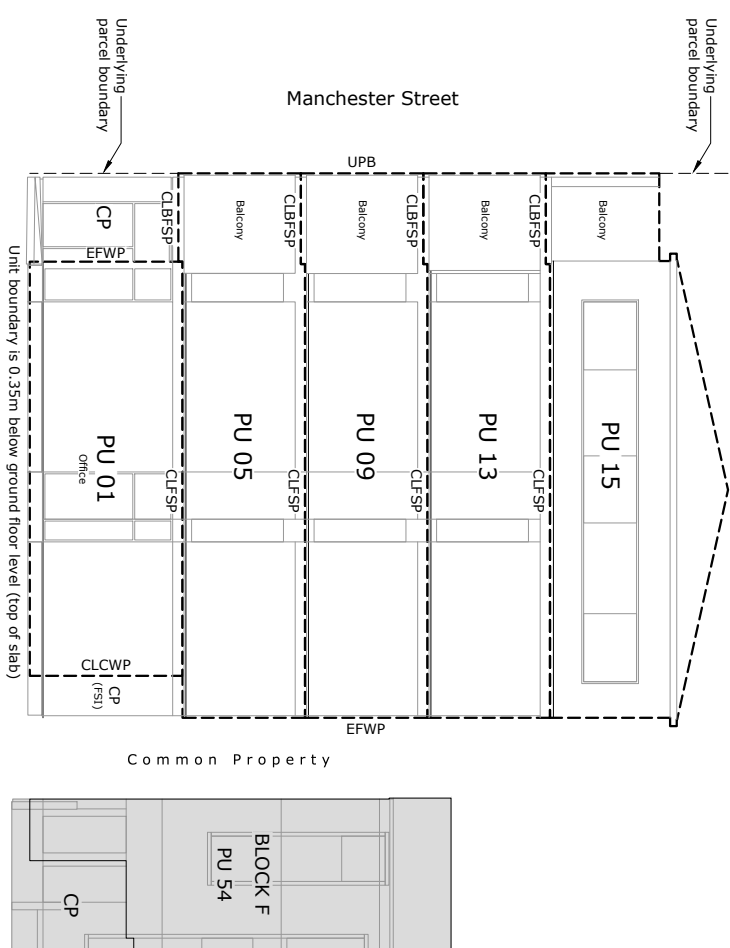 Underlying
parcel boundary
Underlying
parcel boundary
Manchester Street
UPB
CP
CLBFSP
Balcony
CLBFSP
Balcony
CLBFSP
Balcony
CLBFSP
Balcony
EFWP
Unit boundary is 0.35m below ground floor level (top of slab)
PU 01
Office
CLFSP
PU 05
CLFSP
PU 09
CLFSP
PU 13
CLFSP
PU 15
CLCWP
CP
(FSI)
EFWP
Common Property
BLOCK F
PU 54
CP